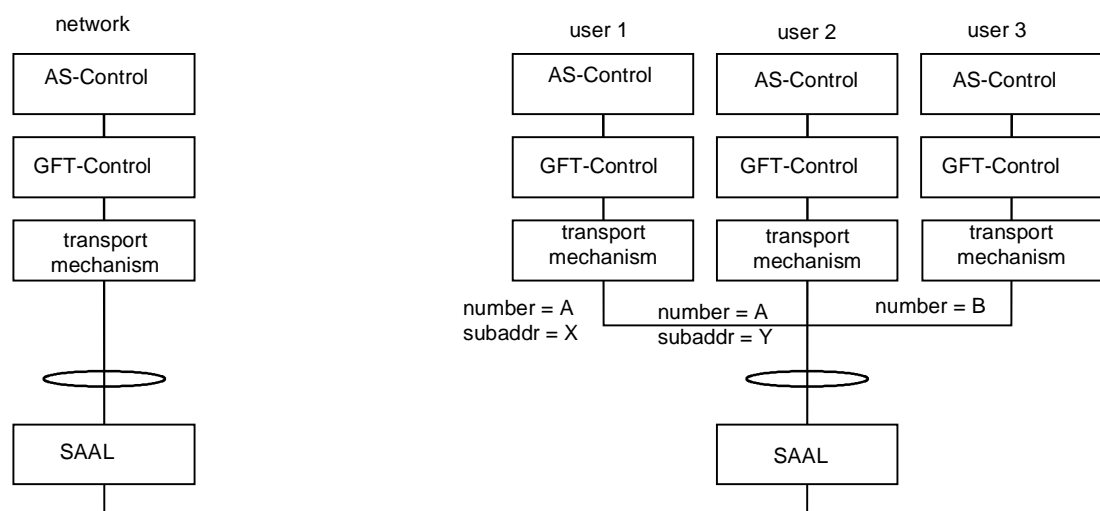 network
user 1
user 2
user 3
AS-Control
AS-Control
AS-Control
AS-Control
GFT-Control
GFT-Control
GFT-Control
GFT-Control
transport
mechanism
transport
mechanism
transport
mechanism
transport
mechanism
number = A
subaddr = X
number = A
subaddr = Y
number = B
SAAL
SAAL